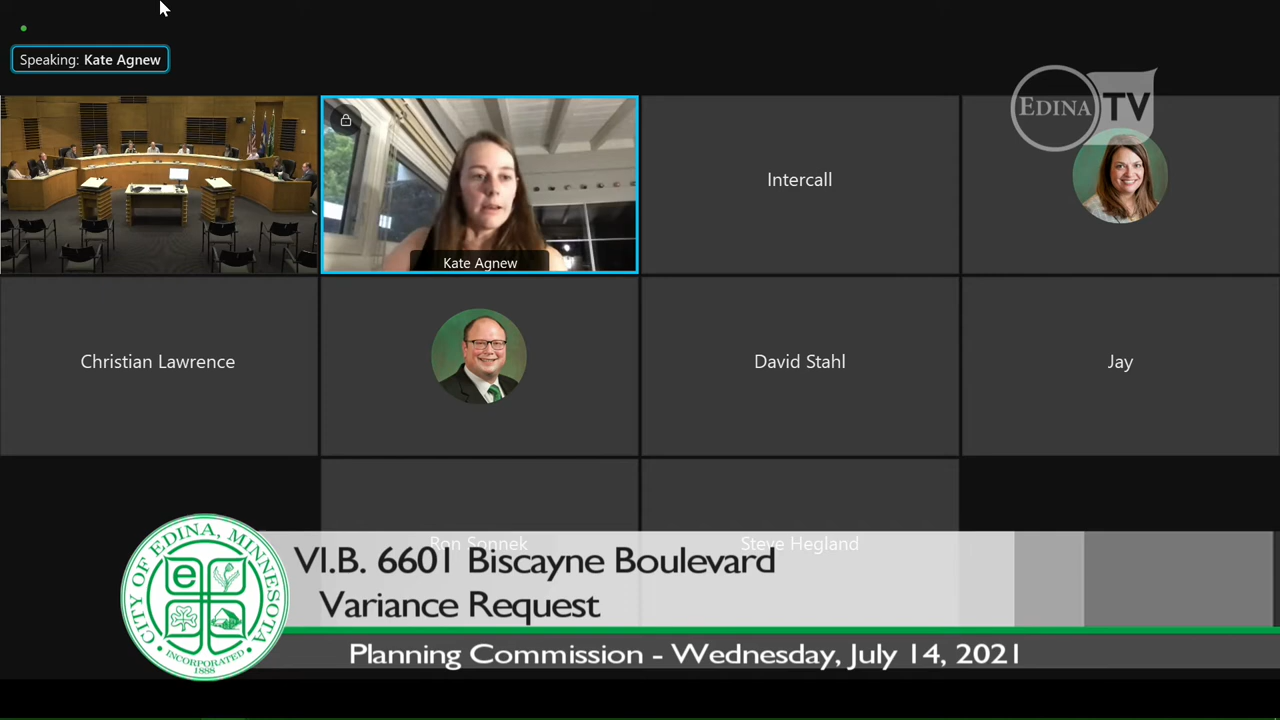 Speaking: Kate Agnew
EDINA TV
Kate Agnew
Intercall
Christian Lawrence
David Stahl
Jay
Ron Sonnek
Steve Hegland
VI.B. 6601 Biscayne Boulevard
Variance Request
Planning Commission - Wednesday, July 14, 2021
CITY OF EDINA, MINNESOTA
e
INCORPORATED
1888